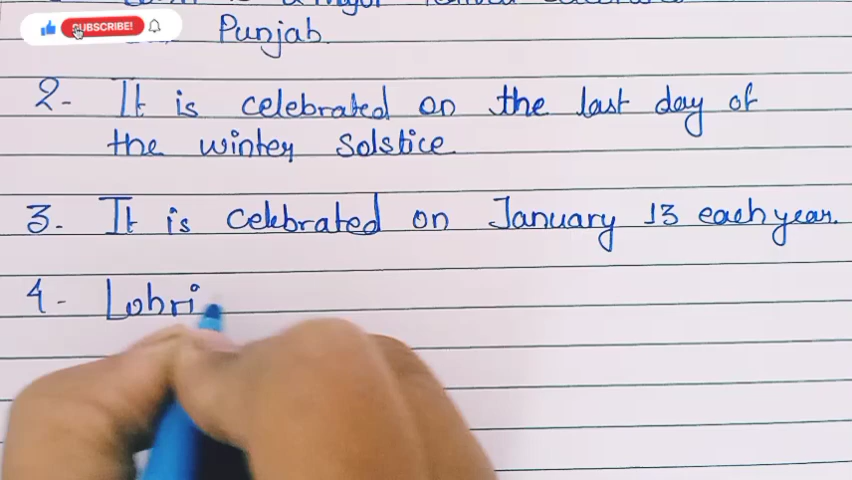 SUBSCRIBE!
Punjab
2- It is celebrated on the last day of
the winter solstice.
3. It is celebrated on January 13 each year.
4- Lohri